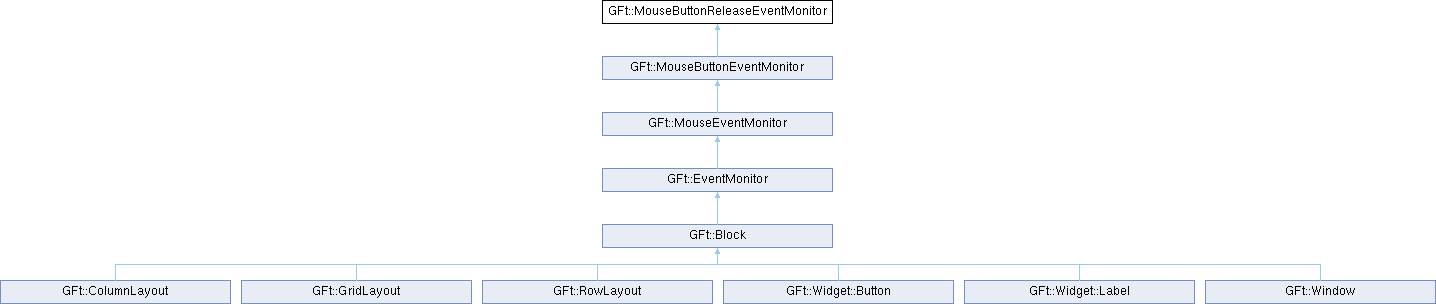 GFt::MouseButtonReleaseEventMonitor
GFt::MouseButtonEventMonitor
GFt::MouseEventMonitor
GFt::EventMonitor
GFt::Block
GFt::ColumnLayout
GFt::GridLayout
GFt::RowLayout
GFt::Widget::Button
GFt::Widget::Label
GFt::Window